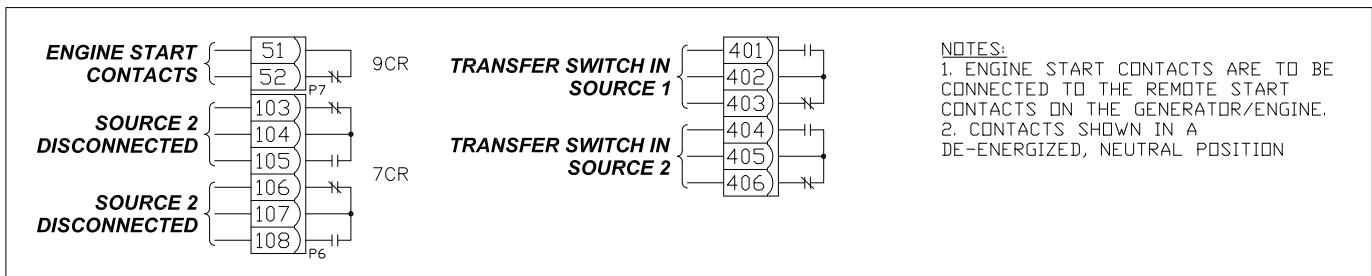 ENGINE START
CONTACTS
51
52
P7
9CR
SOURCE 2
DISCONNECTED
103
104
105
7CR
SOURCE 2
DISCONNECTED
106
107
108
P6
TRANSFER SWITCH IN
SOURCE 1
401
402
403
TRANSFER SWITCH IN
SOURCE 2
404
405
406
NOTES:
1. ENGINE START CONTACTS ARE TO BE
CONNECTED TO THE REMOTE START
CONTACTS ON THE GENERATOR/ENGINE.
2. CONTACTS SHOWN IN A
DE-ENERGIZED, NEUTRAL POSITION